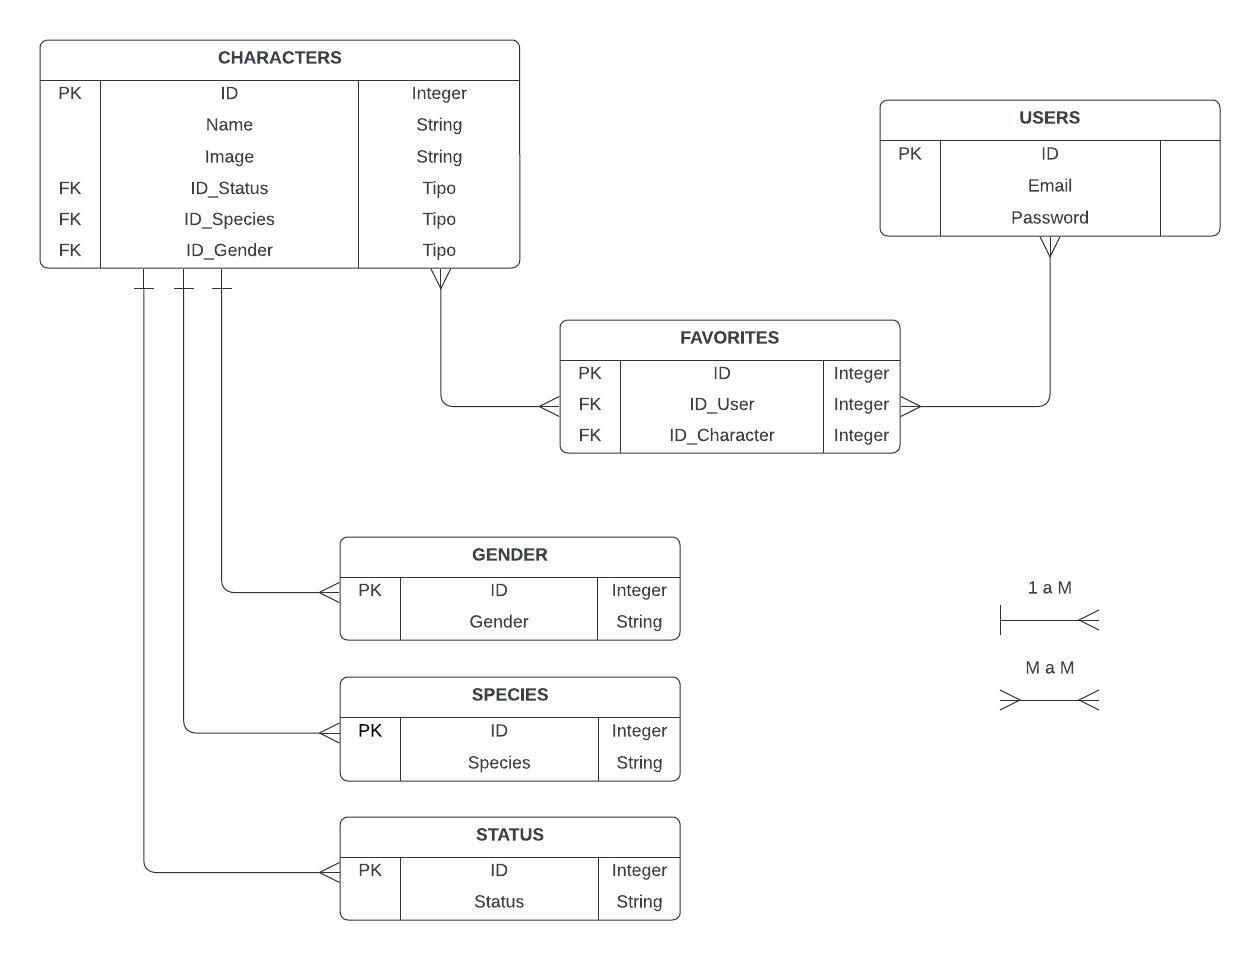 CHARACTERS
PK ID Integer
Name String
Image String
FK ID_Status Tipo
FK ID_Species Tipo
FK ID_Gender Tipo
USERS
PK ID
Email
Password
FAVORITES
PK ID Integer
FK ID_User Integer
FK ID_Character Integer
GENDER
PK ID Integer
Gender String
SPECIES
PK ID Integer
Species String
STATUS
PK ID Integer
Status String
1 a M
M a M